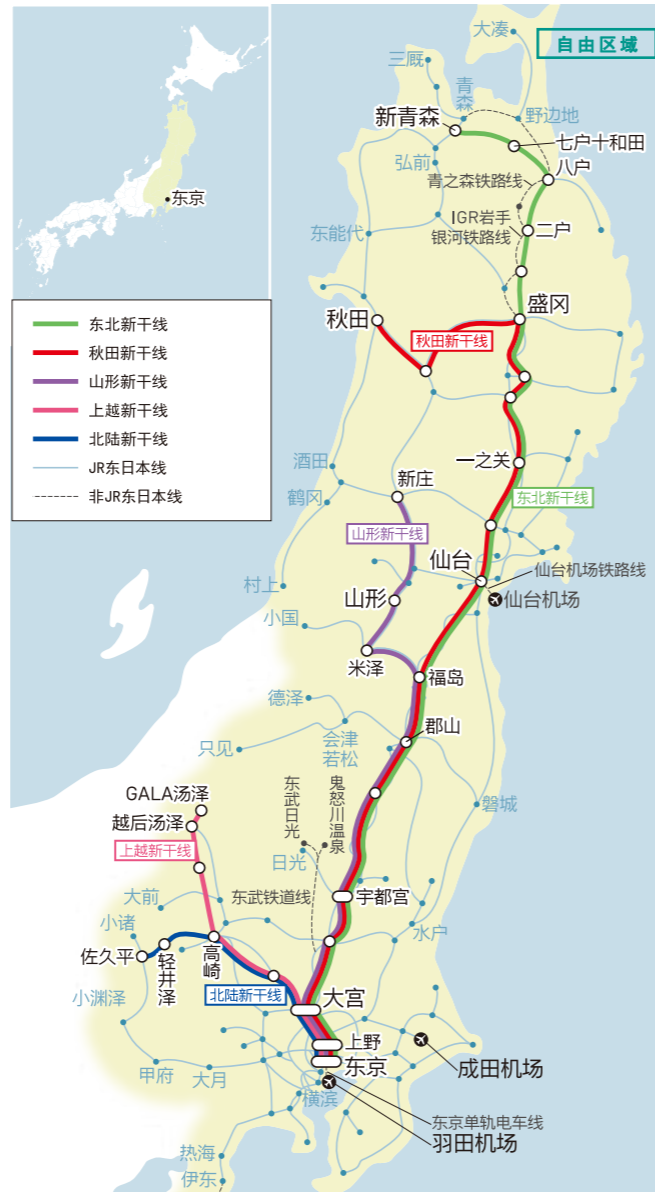 自由区域
大凑
三厩
青森
野边地
新青森
七户十和田
八户
弘前
青之森铁路线
IGR岩手
银河铁路线
二户
东能代
东京
秋田
盛冈
秋田新干线
东北新干线
秋田新干线
山形新干线
上越新干线
北陆新干线
JR东日本线
非JR东日本线
一之关
酒田
新庄
鹤冈
东北新干线
山形新干线
仙台
仙台机场铁路线
仙台机场
村上
山形
小国
米泽
福岛
德泽
郡山
只见
会津
若松
东武日光
鬼怒川温泉
磐城
GALA汤泽
越后汤泽
上越新干线
日光
东武铁道线
宇都宫
大前
小诸
水户
佐久平
轻井泽
高崎
小渊泽
北陆新干线
大宫
上野
东京
成田机场
甲府
大月
横滨
东京单轨电车线
羽田机场
热海
伊东